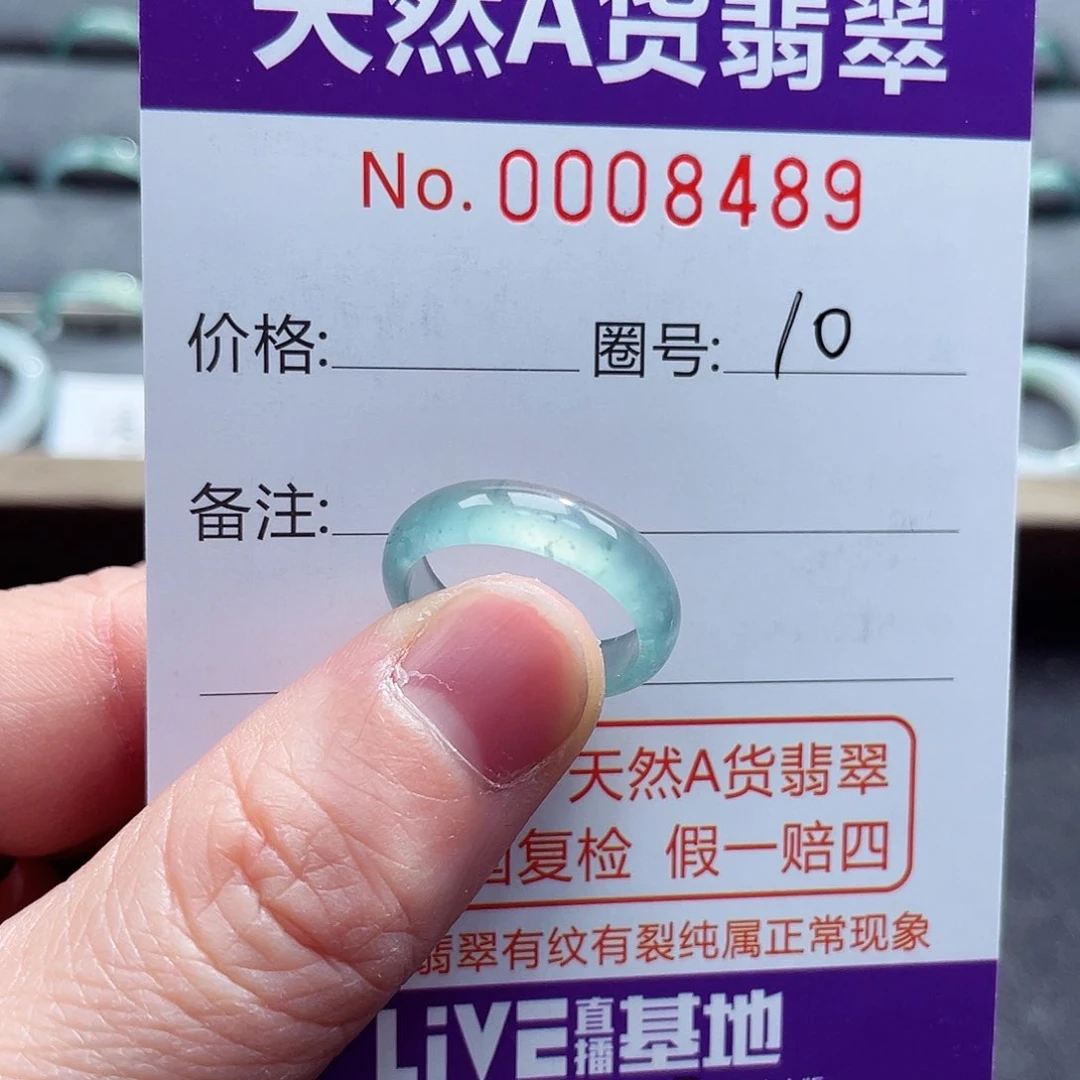 天然A货翡翠
No. 0008489
价格: 圈号: 10
备注:
天然A货翡翠
复检 假一赔四
翡翠有纹有裂纯属正常现象
LiVE直播基地